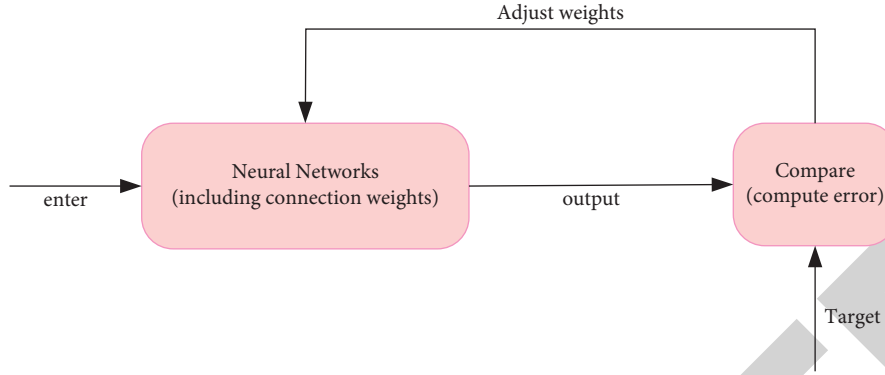 Adjust weights
Neural Networks
(including connection weights)
enter
output
Compare
(compute error)
Target